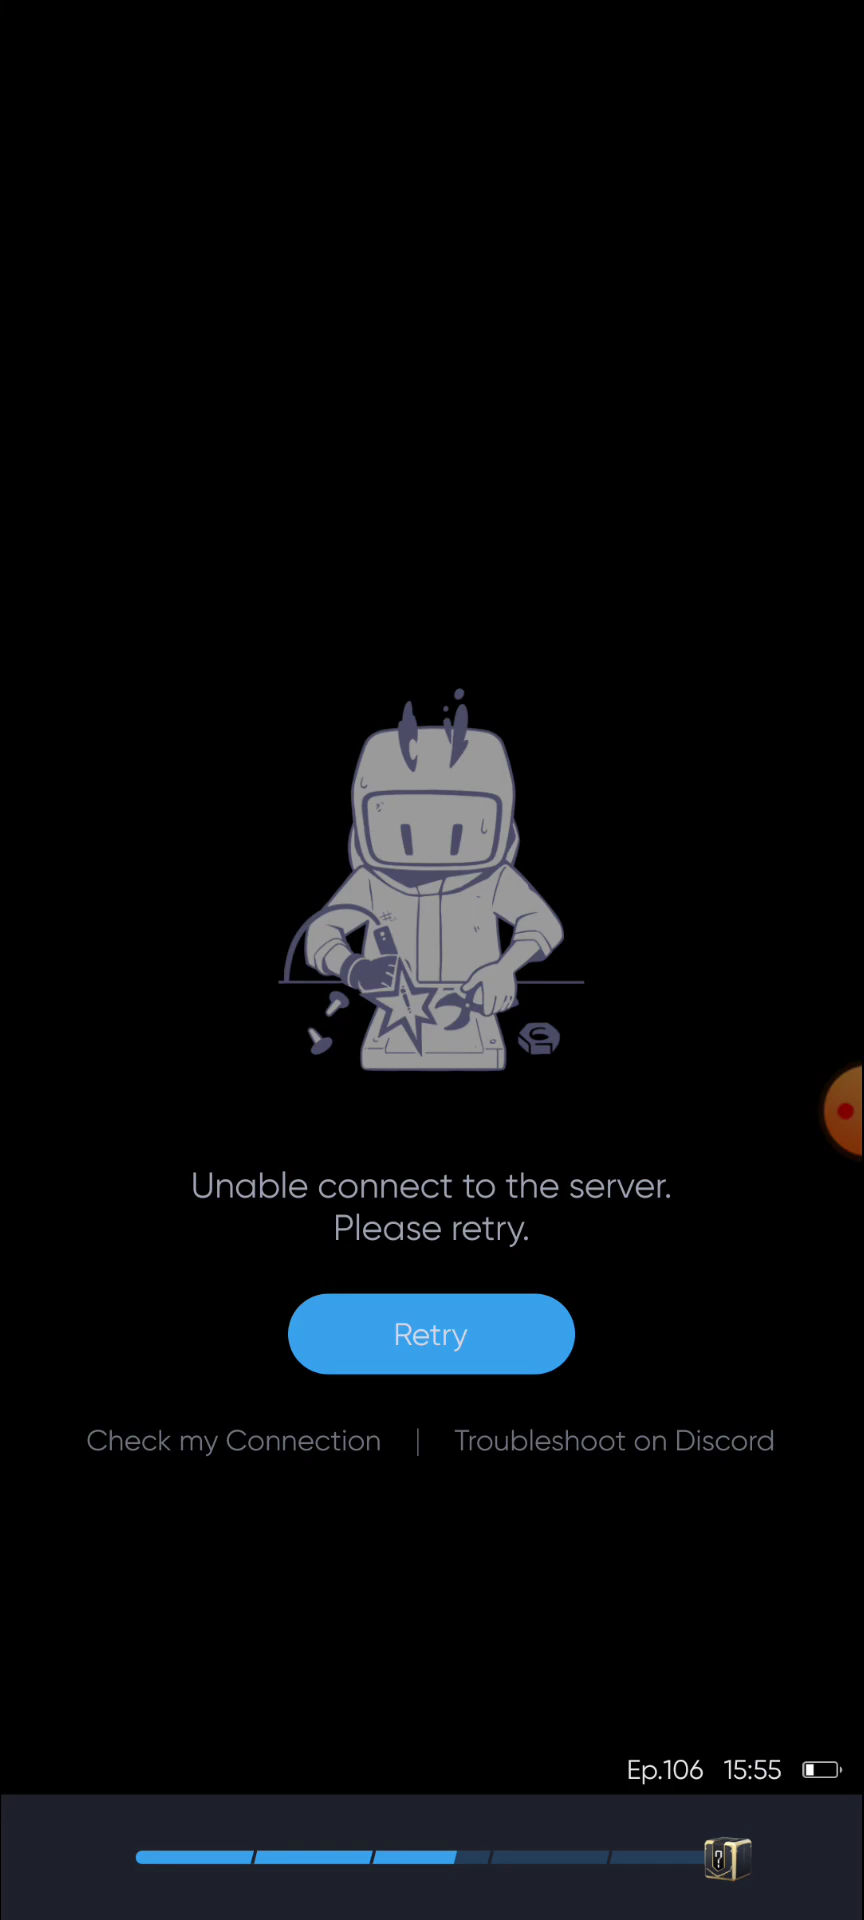 Unable connect to the server.
Please retry.
Retry
Check my Connection | Troubleshoot on Discord
Ep.106 15:55
?